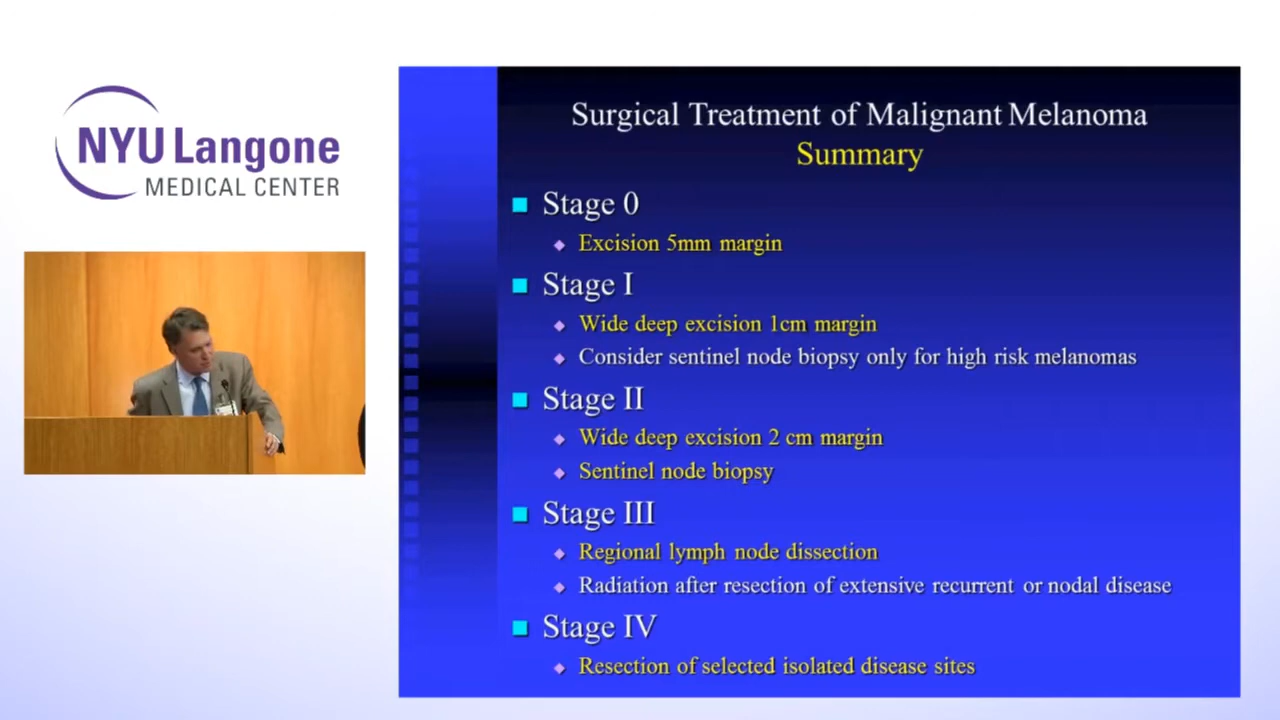 NYU Langone
MEDICAL CENTER
Surgical Treatment of Malignant Melanoma
Summary
Stage 0
Excision 5mm margin
Stage I
Wide deep excision 1cm margin
Consider sentinel node biopsy only for high risk melanomas
Stage II
Wide deep excision 2 cm margin
Sentinel node biopsy
Stage III
Regional lymph node dissection
Radiation after resection of extensive recurrent or nodal disease
Stage IV
Resection of selected isolated disease sites